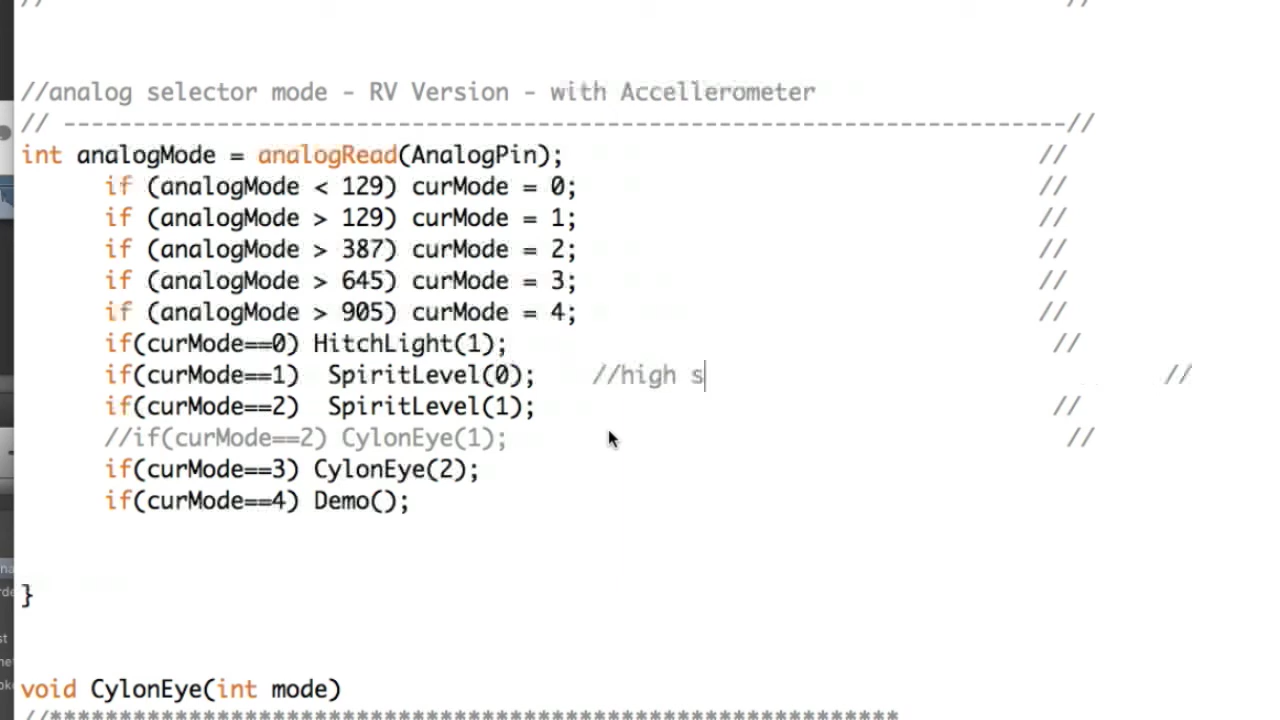 // //
//analog selector mode - RV Version - with Accellerometer
// ------------------------------------------------------------------------//
int analogMode = analogRead(AnalogPin); //
if (analogMode < 129) curMode = 0; //
if (analogMode > 129) curMode = 1; //
if (analogMode > 387) curMode = 2; //
if (analogMode > 645) curMode = 3; //
if (analogMode > 905) curMode = 4; //
if(curMode==0) HitchLight(1); //
if(curMode==1) SpiritLevel(0); //high s //
if(curMode==2) SpiritLevel(1); //
//if(curMode==2) CylonEye(1); //
if(curMode==3) CylonEye(2);
if(curMode==4) Demo();
}
void CylonEye(int mode)
//*************************************************************